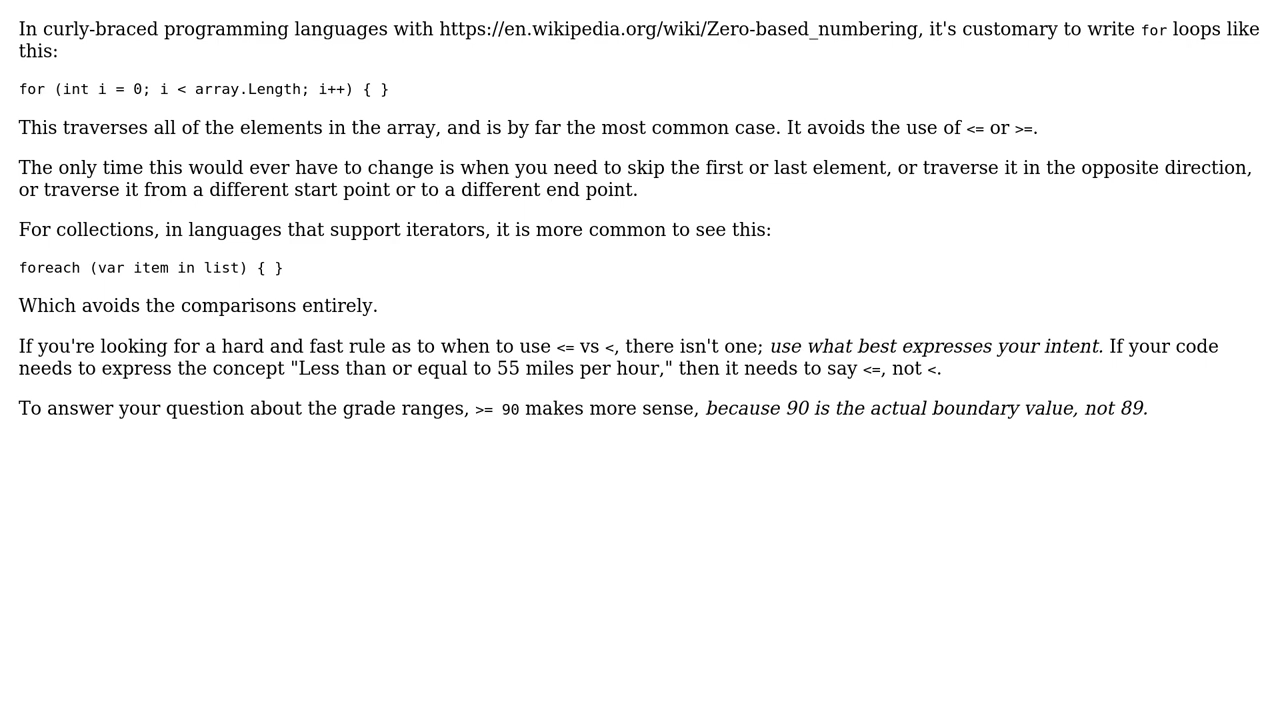 In curly-braced programming languages with https://en.wikipedia.org/wiki/Zero-based_numbering, it's customary to write for loops like
this:
for (int i = 0; i < array.Length; i++) { }
This traverses all of the elements in the array, and is by far the most common case. It avoids the use of <= or >=.
The only time this would ever have to change is when you need to skip the first or last element, or traverse it in the opposite direction,
or traverse it from a different start point or to a different end point.
For collections, in languages that support iterators, it is more common to see this:
foreach (var item in list) { }
Which avoids the comparisons entirely.
If you're looking for a hard and fast rule as to when to use <= vs <, there isn't one; use what best expresses your intent. If your code
needs to express the concept "Less than or equal to 55 miles per hour," then it needs to say <=, not <.
To answer your question about the grade ranges, >= 90 makes more sense, because 90 is the actual boundary value, not 89.